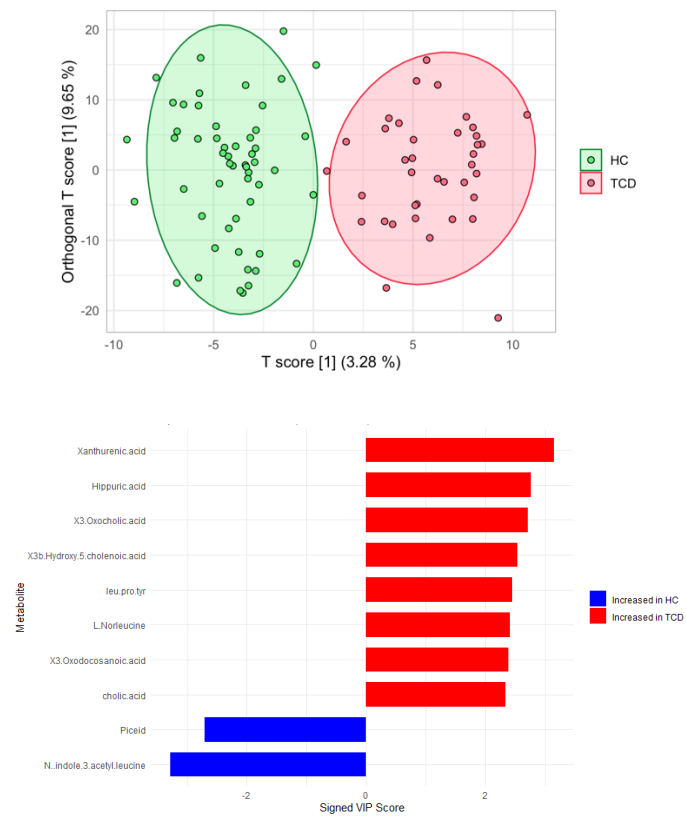 20
10
0
-10
-20
Orthogonal T score [1] (9.65 %)
-10 -5 0 5 10
T score [1] (3.28 %)
HC
TCD
Xanthurenic.acid
Hippuric.acid
X3.Oxocholic.acid
X3b.Hydroxy.5.cholenoic.acid
leu.pro.tyr
L.Norleucine
X3.Oxodocosanoic.acid
cholic.acid
Piceid
N..indole.3.acetyl.leucine
Metabolite
-2 0 2
Signed VIP Score
Increased in HC
Increased in TCD